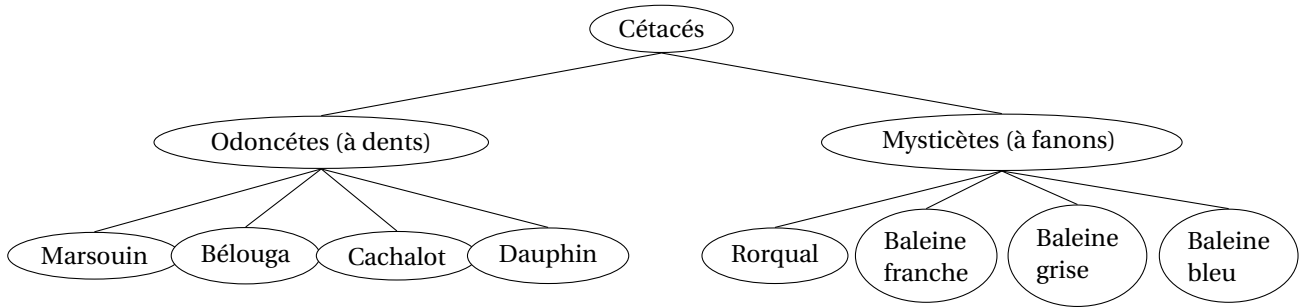 Cétacés
Odoncétes (à dents)
Mysticètes (à fanons)
Marsouin
Bélouga
Cachalot
Dauphin
Rorqual
Baleine
franche
Baleine
grise
Baleine
bleu